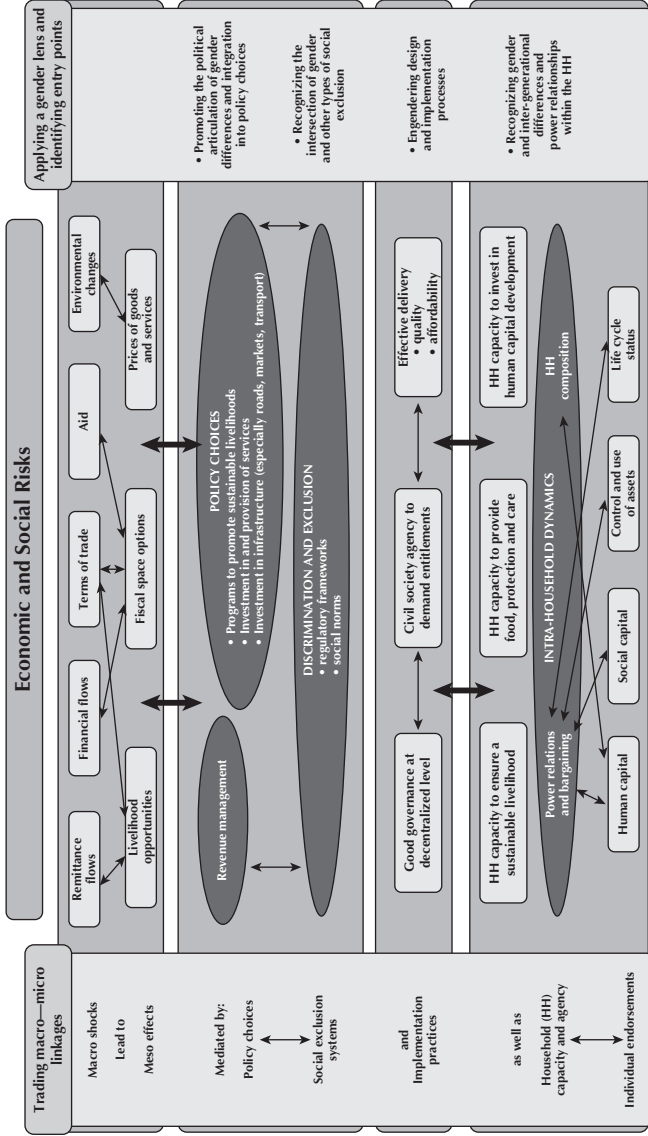 Economic and Social Risks
Trading macro—micro
linkages
Applying a gender lens and
identifying entry points
Macro shocks
Lead to
Meso effects
Remittance
flows
Financial flows
Terms of trade
Aid
Environmental
changes
Livelihood
opportunities
Fiscal space options
Prices of goods
and services
Mediated by:
Policy choices
Social exclusion
systems
Revenue management
POLICY CHOICES
• Programs to promote sustainable livelihoods
• Investment in and provision of services
• Investment in infrastructure (especially roads, markets, transport)
DISCRIMINATION AND EXCLUSION
• regulatory frameworks
• social norms
• Promoting the political
articulation of gender
differences and integration
into policy choices
• Recognizing the
intersection of gender
and other types of social
exclusion
and
Implementation
practices
Good governance at
decentralized level
Civil society agency to
demand entitlements
Effective delivery
• quality
• affordability
• Engendering design
and implementation
processes
as well as
Household (HH)
capacity and agency
Individual endorsements
HH capacity to ensure a
sustainable livelihood
HH capacity to provide
food, protection and care
HH capacity to invest in
human capital development
INTRA-HOUSEHOLD DYNAMICS
Power relations
and bargaining
HH
composition
Human capital
Social capital
Control and use
of assets
Life cycle
status
• Recognizing gender
and inter-generational
differences and
power relationships
within the HH